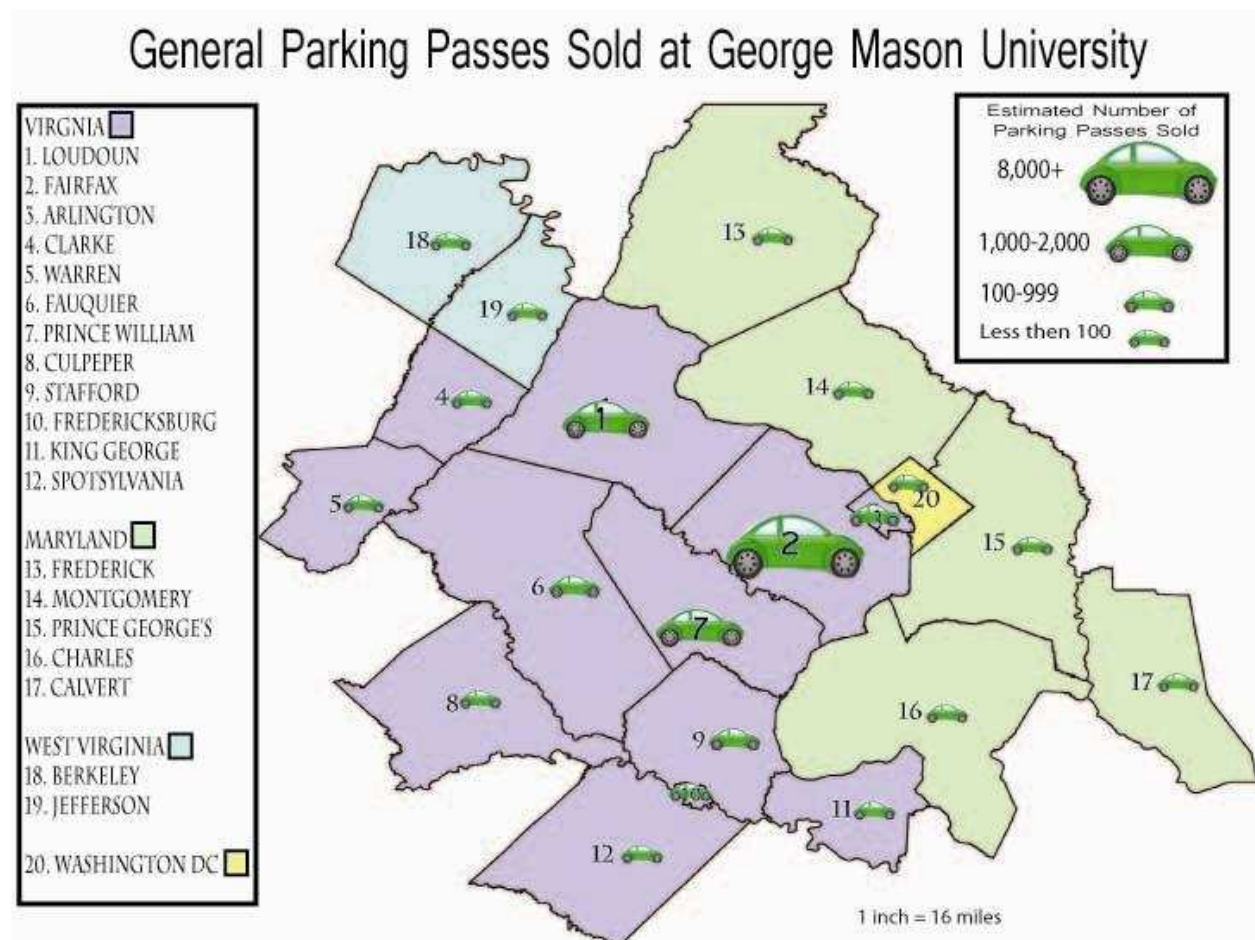 General Parking Passes Sold at George Mason University
VIRGNIA
1. LOUDOUN
2. FAIRFAX
3. ARLINGTON
4. CLARKE
5. WARREN
6. FAUQUIER
7. PRINCE WILLIAM
8. CULPEPER
9. STAFFORD
10. FREDERICKSBURG
11. KING GEORGE
12. SPOTSYLVANIA
MARYLAND
13. FREDERICK
14. MONTGOMERY
15. PRINCE GEORGE'S
16. CHARLES
17. CALVERT
WEST VIRGINIA
18. BERKELEY
19. JEFFERSON
20. WASHINGTON DC
Estimated Number of
Parking Passes Sold
8,000+
1,000-2,000
100-999
Less then 100
18
13
19
4
1
14
5
20
3
2
15
6
7
8
17
16
9
10
11
12
1 inch = 16 miles